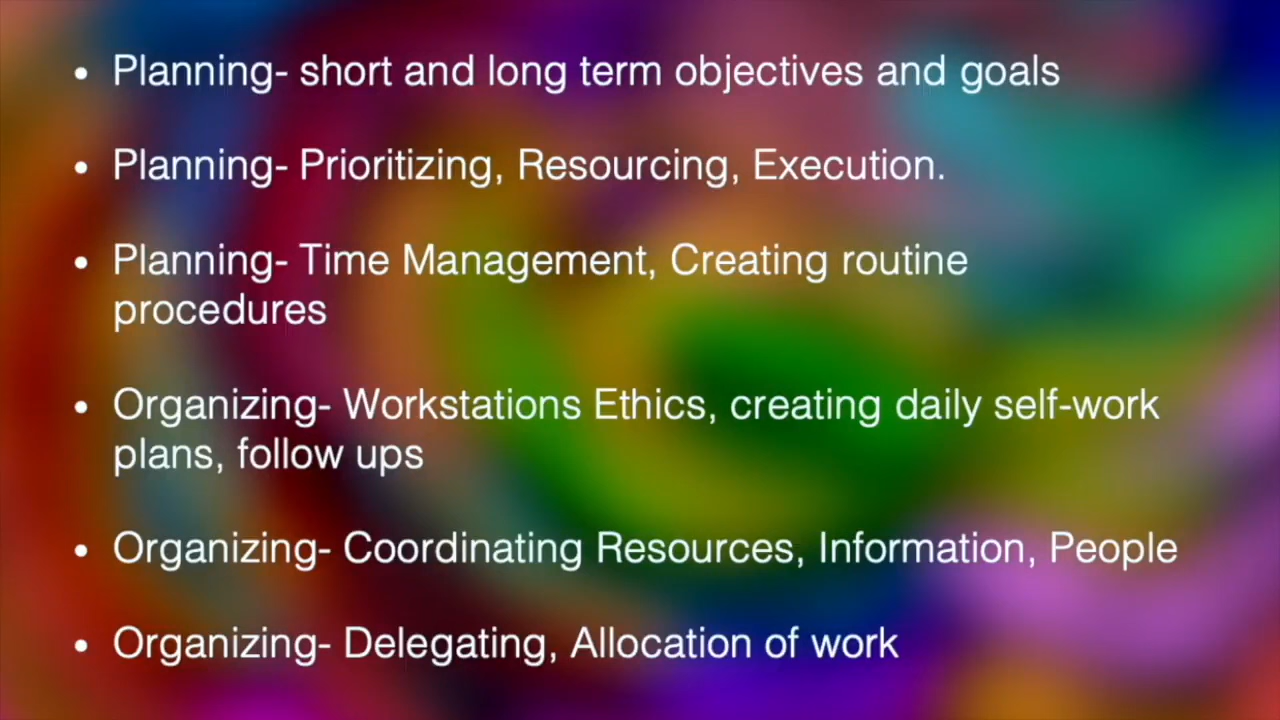 • Planning- short and long term objectives and goals
• Planning- Prioritizing, Resourcing, Execution.
• Planning- Time Management, Creating routine
procedures
• Organizing- Workstations Ethics, creating daily self-work
plans, follow ups
• Organizing- Coordinating Resources, Information, People
• Organizing- Delegating, Allocation of work